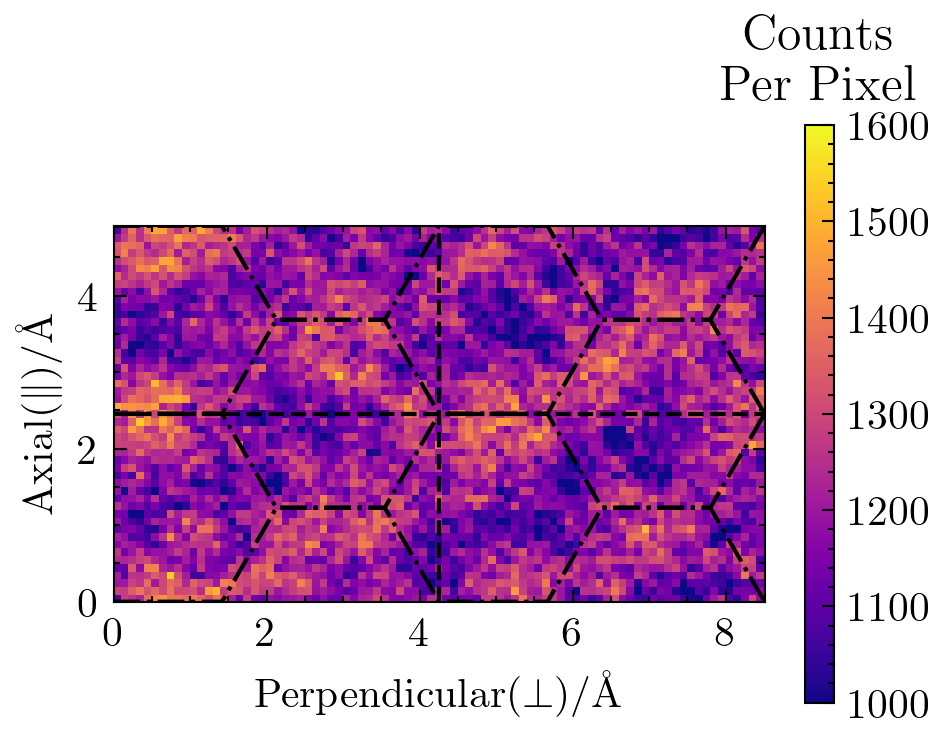 Counts
Per Pixel
1600
1500
1400
1300
1200
1100
1000
Axial(||)/Å
4
2
0
0 2 4 6 8
Perpendicular(⊥)/Å